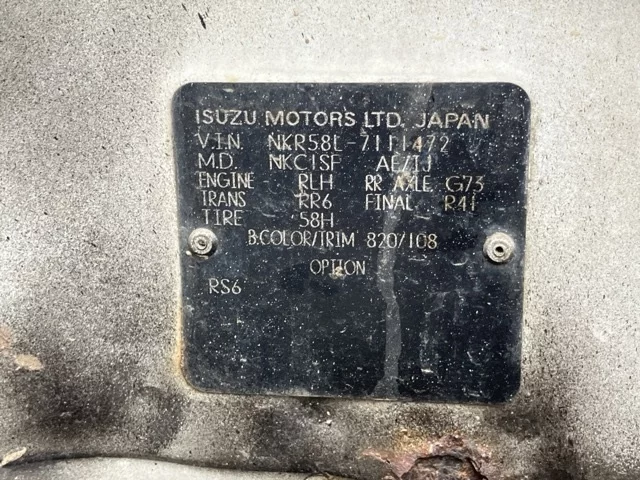 ISUZU MOTORS LTD. JAPAN
V.I.N. NKR58L-7111472
M.D. NKC1SF AE/IJ
ENGINE RLH RR AXLE G73
TRANS RR6 FINAL R41
TIRE 58H
B.COLOR/TRIM 820/108
OPTION
RS6